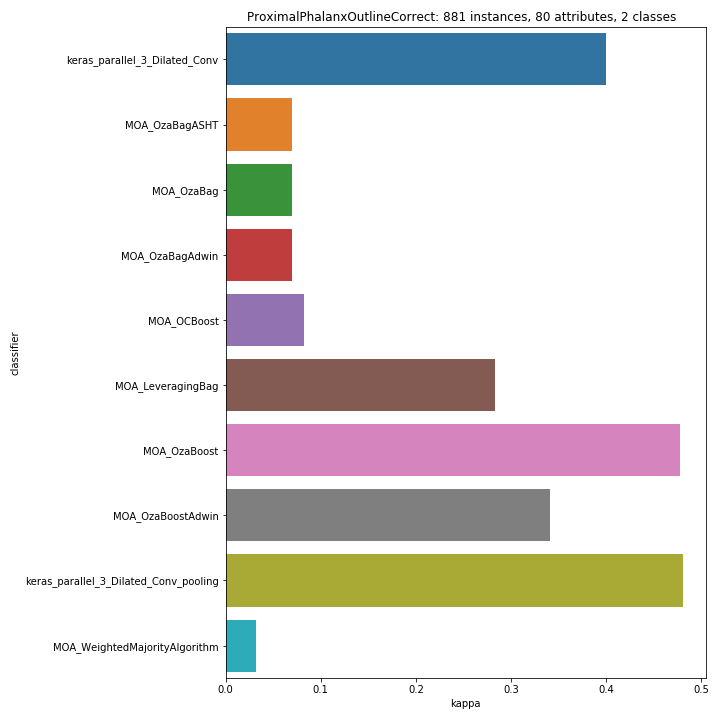 ProximalPhalanxOutlineCorrect: 881 instances, 80 attributes, 2 classes
keras_parallel_3_Dilated_Conv
MOA_OzaBagASHT
MOA_OzaBag
MOA_OzaBagAdwin
MOA_OCBoost
classifier
MOA_LeveragingBag
MOA_OzaBoost
MOA_OzaBoostAdwin
keras_parallel_3_Dilated_Conv_pooling
MOA_WeightedMajorityAlgorithm
0.0 0.1 0.2 0.3 0.4 0.5
kappa